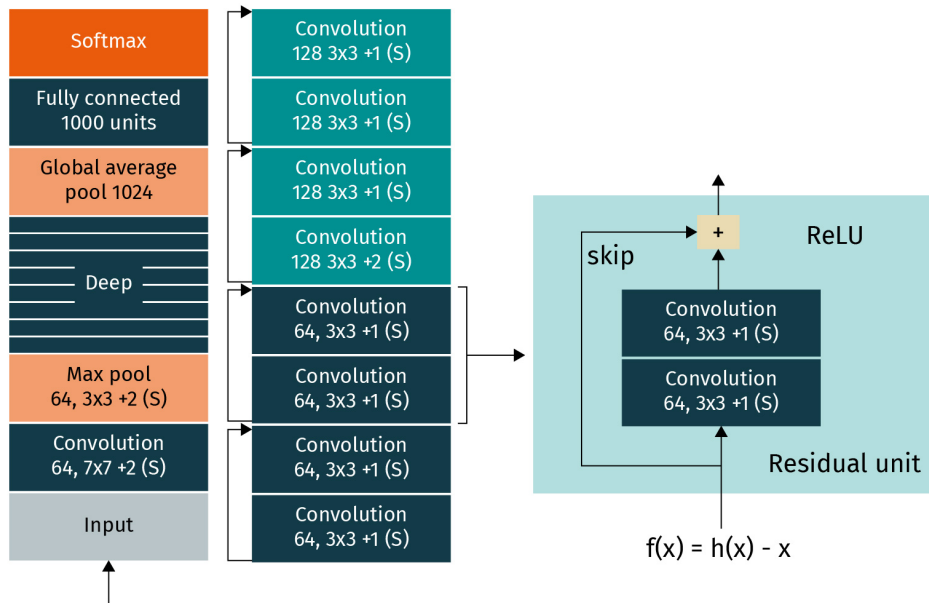 Softmax
Fully connected
1000 units
Global average
pool 1024
Deep
Max pool
64, 3x3 +2 (S)
Convolution
64, 7x7 +2 (S)
Input
Convolution
128 3x3 +1 (S)
Convolution
128 3x3 +1 (S)
Convolution
128 3x3 +1 (S)
Convolution
128 3x3 +2 (S)
Convolution
64, 3x3 +1 (S)
Convolution
64, 3x3 +1 (S)
Convolution
64, 3x3 +1 (S)
Convolution
64, 3x3 +1 (S)
+
ReLU
skip
Convolution
64, 3x3 +1 (S)
Convolution
64, 3x3 +1 (S)
Residual unit
f(x) = h(x) - x